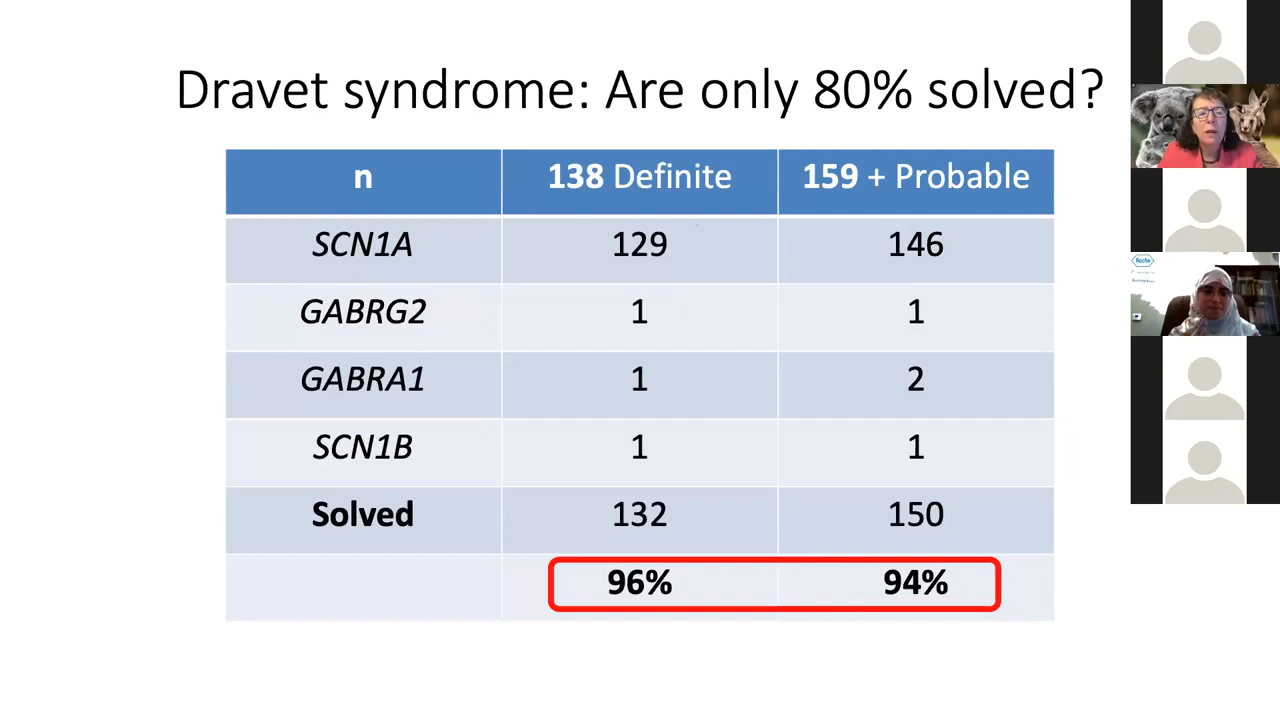 Dravet syndrome: Are only 80% solved?
n 138 Definite 159 + Probable
SCN1A 129 146
GABRG2 1 1
GABRA1 1 2
SCN1B 1 1
Solved 132 150
96% 94%
Roche